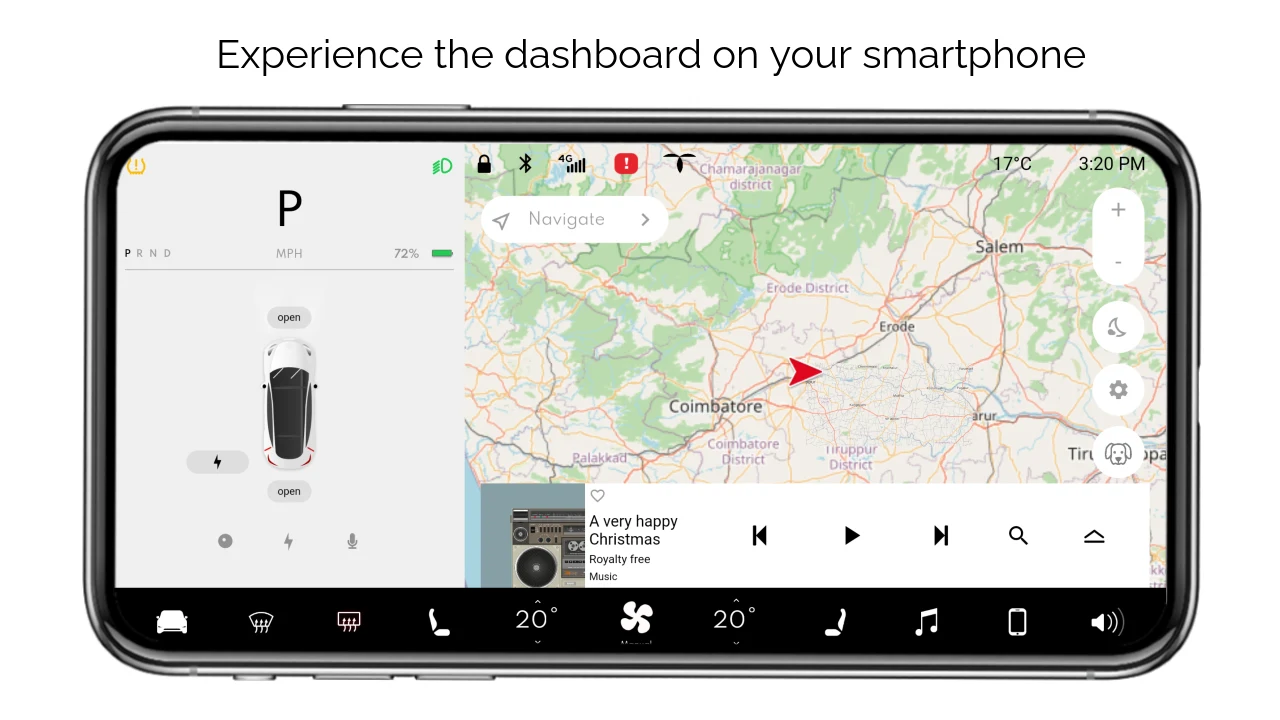 Experience the dashboard on your smartphone
4G
17°C
3:20 PM
P
P R N D
MPH
72%
open
open
Navigate
Chamarajanagar
district
Salem
Erode District
Erode
Coimbatore
Coimbatore
District
Palakkad
Tiruppur
District
arur
A very happy
Christmas
Royalty free
Music
20°
Manual
20°